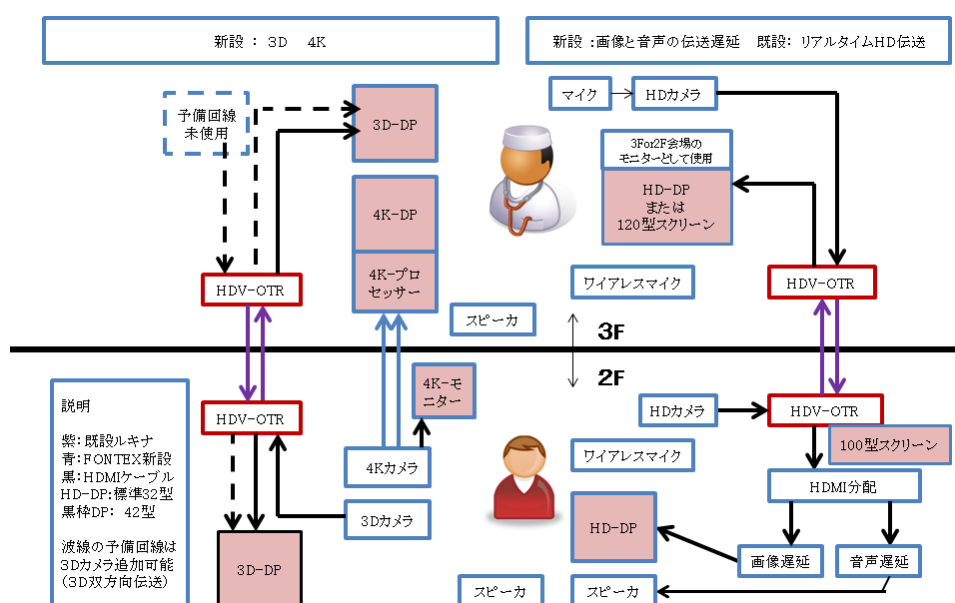 新設 : 3D 4K
新設 :画像と音声の伝送遅延 既設: リアルタイムHD伝送
予備回線
未使用
3D-DP
マイク
HDカメラ
3For2F会場の
モニターとして使用
HD-DP
または
120型スクリーン
4K-DP
4K-プロ
セッサー
HDV-OTR
ワイアレスマイク
HDV-OTR
スピーカ
3F
2F
説明
紫:既設ルキナ
青:FONTEX新設
黒:HDMIケーブル
HD-DP:標準32型
黒枠DP: 42型
波線の予備回線は
3Dカメラ追加可能
(3D双方向伝送)
HDV-OTR
4K-モ
ニター
4Kカメラ
3Dカメラ
3D-DP
HDカメラ
HDV-OTR
100型スクリーン
ワイアレスマイク
HDMI分配
HD-DP
画像遅延
音声遅延
スピーカ
スピーカ